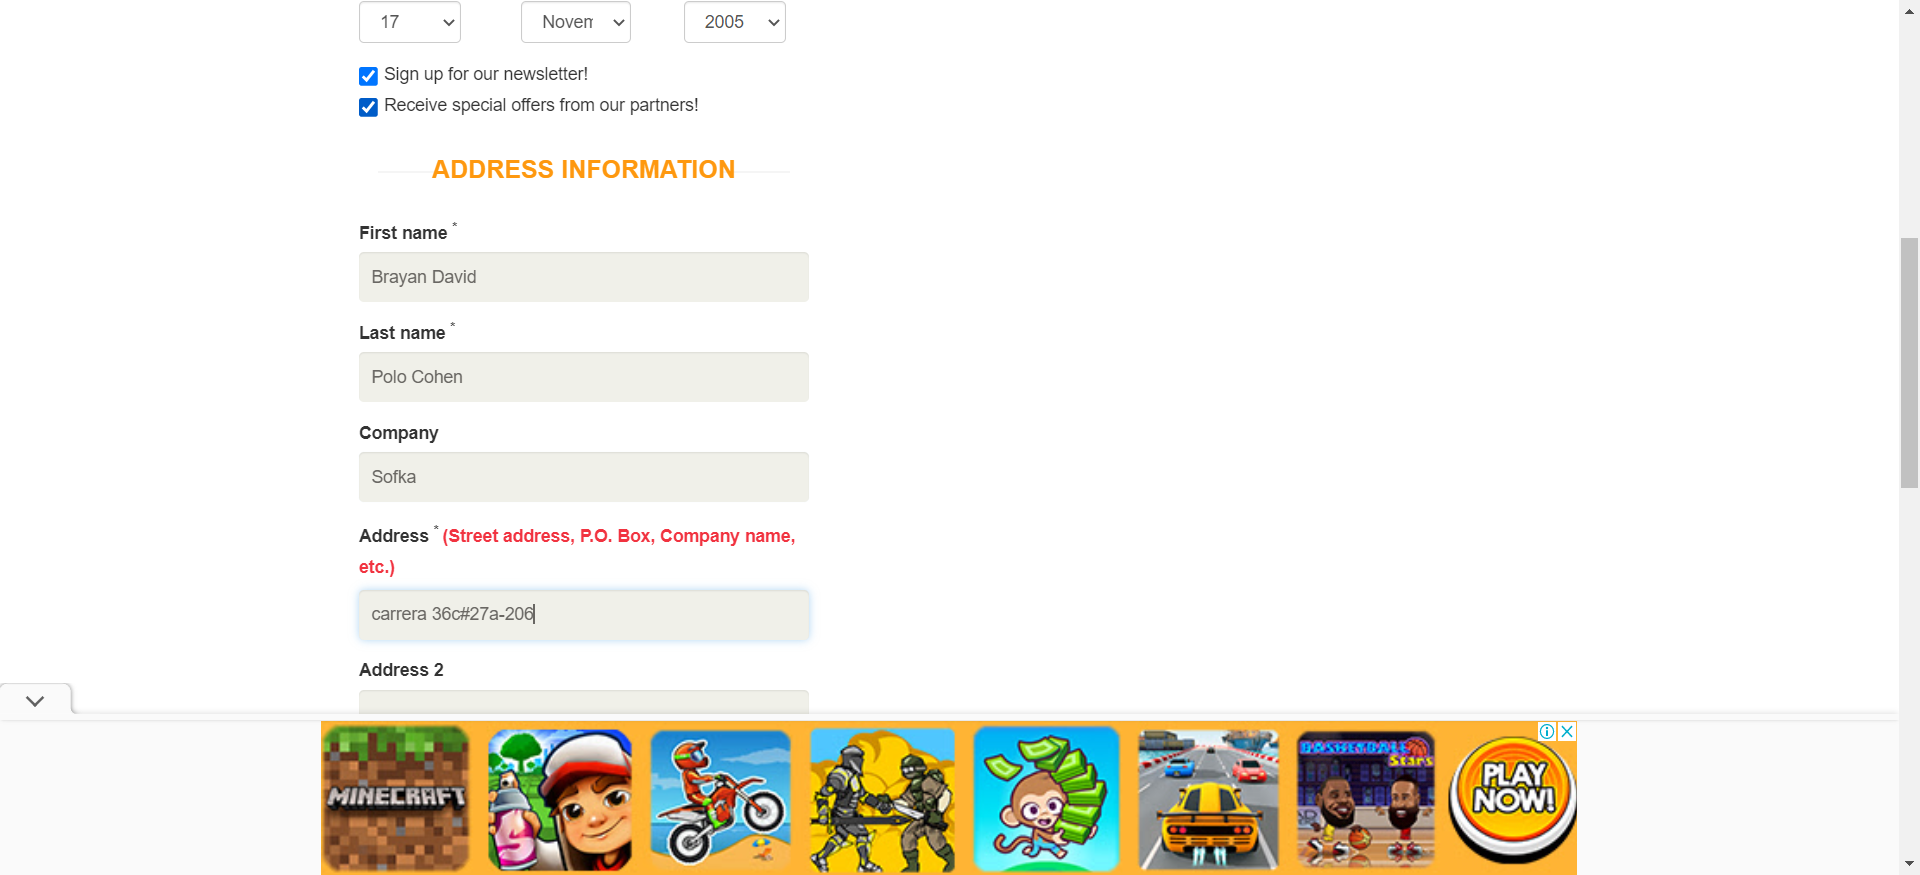 17 Novem 2005
Sign up for our newsletter!
Receive special offers from our partners!
ADDRESS INFORMATION
First name *
Brayan David
Last name *
Polo Cohen
Company
Sofka
Address * (Street address, P.O. Box, Company name,
etc.)
carrera 36c#27a-206
Address 2
MINECRAFT
BASKETBALL
Stars
PLAY
NOW!